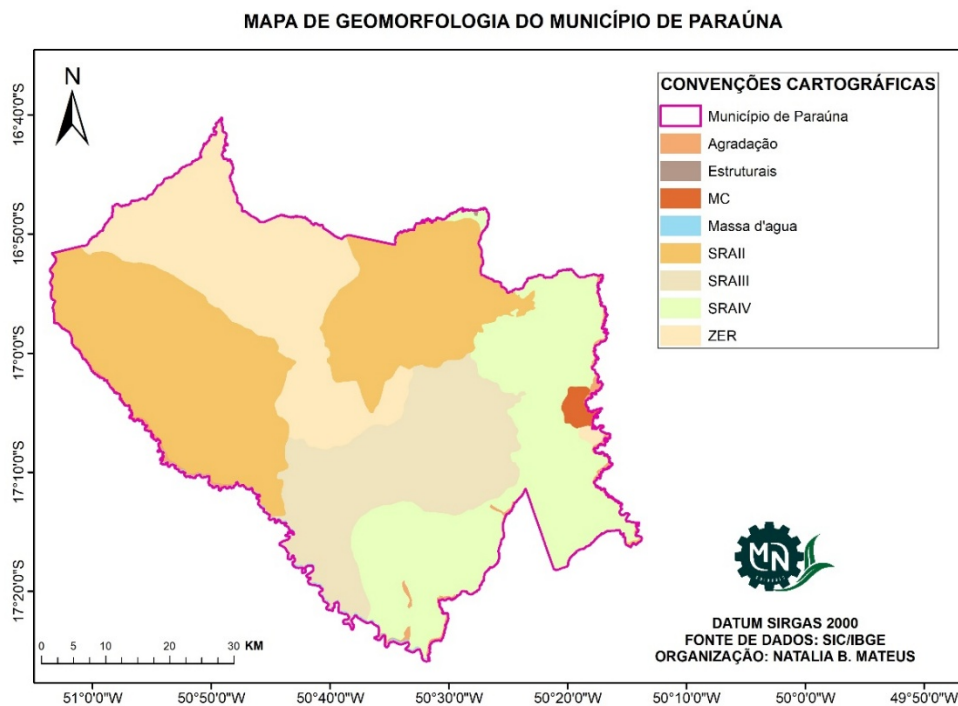 MAPA DE GEOMORFOLOGIA DO MUNICÍPIO DE PARAÚNA
N
CONVENÇÕES CARTOGRÁFICAS
Município de Paraúna
Agradação
Estruturais
MC
Massa d'agua
SRAII
SRAIII
SRAIV
ZER
16°40'0"S
16°50'0"S
17°0'0"S
17°10'0"S
17°20'0"S
0 5 10 20 30 KM
MN
DATUM SIRGAS 2000
FONTE DE DADOS: SIC/IBGE
ORGANIZAÇÃO: NATALIA B. MATEUS
51°0'0"W 50°50'0"W 50°40'0"W 50°30'0"W 50°20'0"W 50°10'0"W 50°0'0"W 49°50'0"W